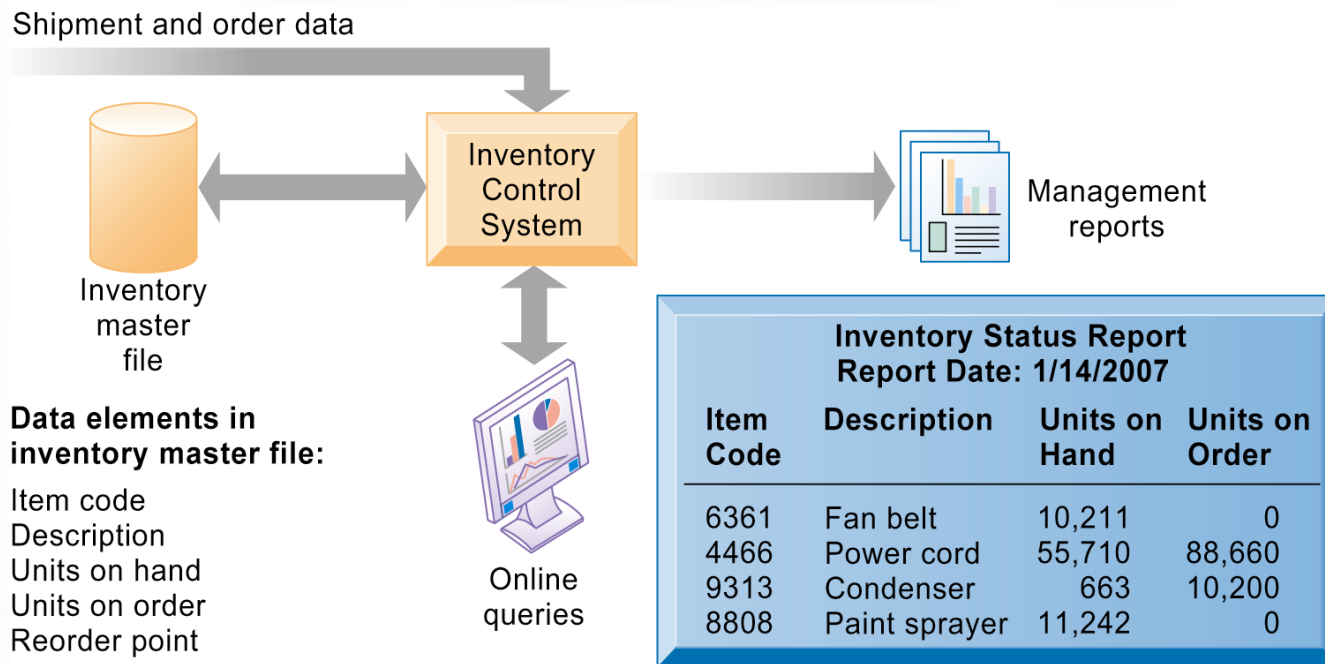 Shipment and order data
Inventory
Control
System
Management
reports
Inventory
master
file
Online
queries
Data elements in
inventory master file:
Item code
Description
Units on hand
Units on order
Reorder point
Inventory Status Report
Report Date: 1/14/2007
Item Description Units on Units on
Code Hand Order
6361 Fan belt 10,211 0
4466 Power cord 55,710 88,660
9313 Condenser 663 10,200
8808 Paint sprayer 11,242 0